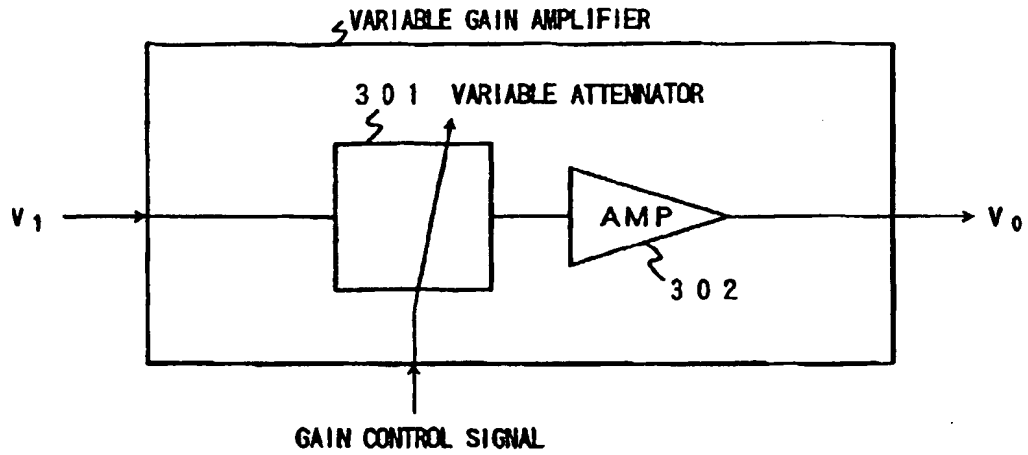 VARIABLE GAIN AMPLIFIER
301 VARIABLE ATTENNATOR
V1
AMP
V0
302
GAIN CONTROL SIGNAL